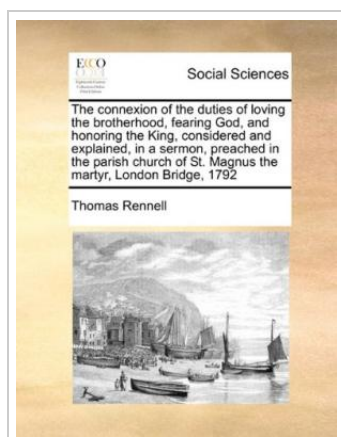 ECCO
Social Sciences
The connexion of the duties of loving
the brotherhood, fearing God, and
honoring the King, considered and
explained, in a sermon, preached in
the parish church of St. Magnus the
martyr, London Bridge, 1792
Thomas Rennell